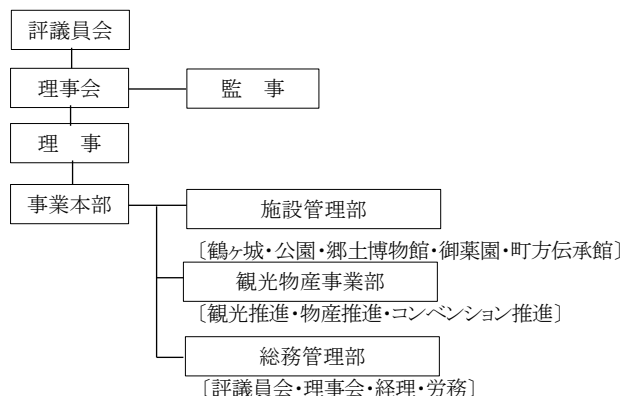 評議員会
理事会
監　事
理　事
事業本部
施設管理部
〔鶴ヶ城・公園・郷土博物館・御薬園・町方伝承館〕
観光物産事業部
〔観光推進・物産推進・コンベンション推進〕
総務管理部
〔評議員会・理事会・経理・労務〕